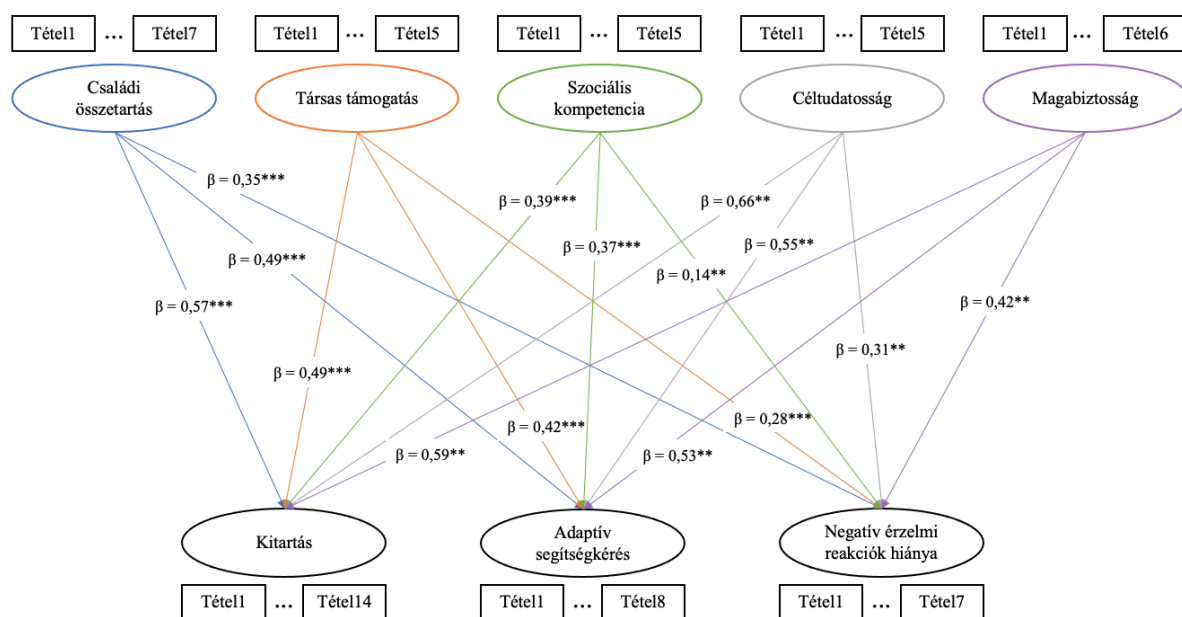 Tétel1 ... Tétel7 Tétel1 ... Tétel5 Tétel1 ... Tétel5 Tétel1 ... Tétel5 Tétel1 ... Tétel6
Családi
összetartás
Társas támogatás
Szociális
kompetencia
Céltudatosság
Magabiztosság
β = 0,35***
β = 0,39***
β = 0,66**
β = 0,49***
β = 0,37***
β = 0,55**
β = 0,14**
β = 0,57***
β = 0,42**
β = 0,31**
β = 0,49***
β = 0,42***
β = 0,28***
β = 0,59**
β = 0,53**
Kitartás
Adaptív
segítségkérés
Negatív érzelmi
reakciók hiánya
Tétel1 ... Tétel14 Tétel1 ... Tétel8 Tétel1 ... Tétel7